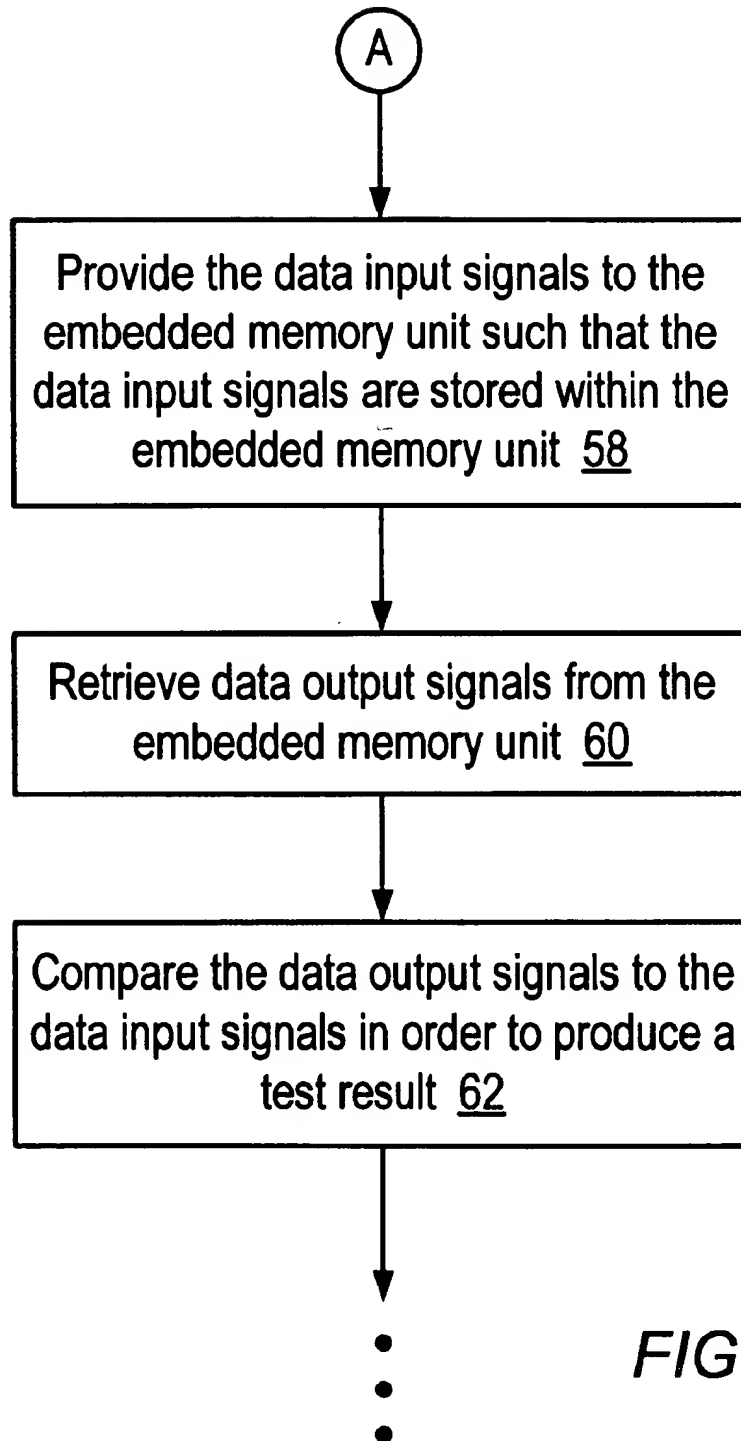 A
Provide the data input signals to the
embedded memory unit such that the
data input signals are stored within the
embedded memory unit 58
Retrieve data output signals from the
embedded memory unit 60
Compare the data output signals to the
data input signals in order to produce a
test result 62
FIG